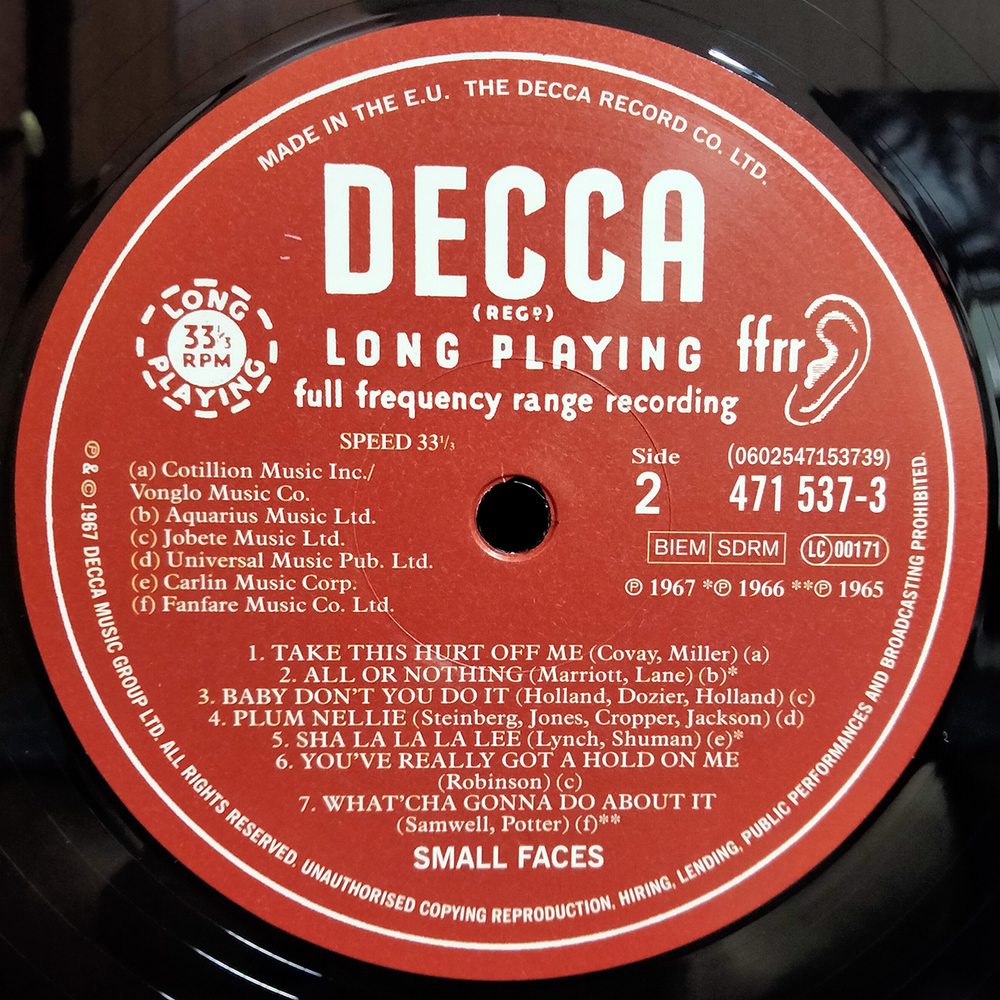 MADE IN THE E.U. THE DECCA RECORD CO. LTD.
DECCA
(REGD)
LONG PLAYING
ffrr
full frequency range recording
LONG
33 1/3
RPM
PLAYING
SPEED 33 1/3
(a) Cotillion Music Inc./
Vonglo Music Co.
(b) Aquarius Music Ltd.
(c) Jobete Music Ltd.
(d) Universal Music Pub. Ltd.
(e) Carlin Music Corp.
(f) Fanfare Music Co. Ltd.
Side
2
(0602547153739)
471 537-3
BIEM SDRM LC 00171
℗ 1967 *℗ 1966 **℗ 1965
1. TAKE THIS HURT OFF ME (Covay, Miller) (a)
2. ALL OR NOTHING (Marriott, Lane) (b)*
3. BABY DON'T YOU DO IT (Holland, Dozier, Holland) (c)
4. PLUM NELLIE (Steinberg, Jones, Cropper, Jackson) (d)
5. SHA LA LA LA LEE (Lynch, Shuman) (e)*
6. YOU'VE REALLY GOT A HOLD ON ME
(Robinson) (c)
7. WHAT'CHA GONNA DO ABOUT IT
(Samwell, Potter) (f)**
SMALL FACES
℗ & © 1967 DECCA MUSIC GROUP LTD. ALL RIGHTS RESERVED. UNAUTHORISED COPYING REPRODUCTION, HIRING, LENDING, PUBLIC PERFORMANCES AND BROADCASTING PROHIBITED.